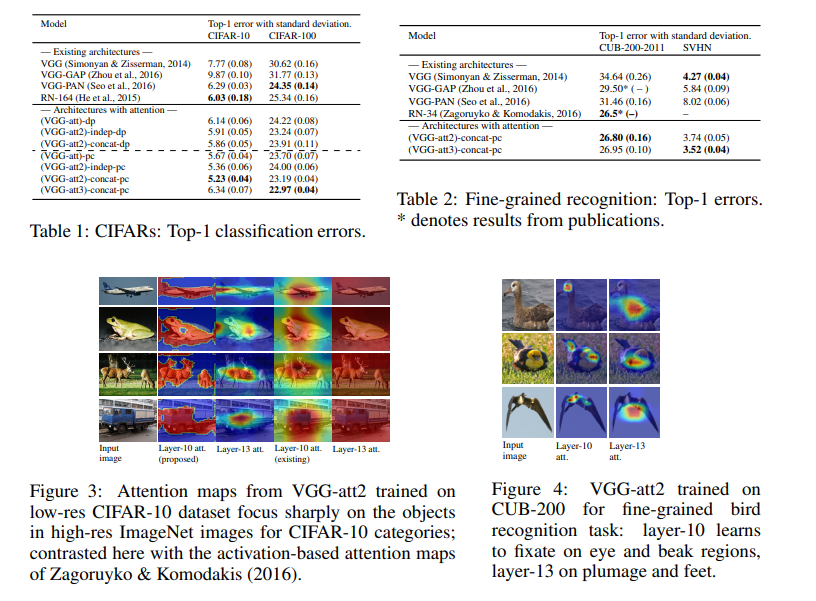 Model Top-1 error with standard deviation.
CIFAR-10 CIFAR-100
— Existing architectures —
VGG (Simonyan & Zisserman, 2014) 7.77 (0.08) 30.62 (0.16)
VGG-GAP (Zhou et al., 2016) 9.87 (0.10) 31.77 (0.13)
VGG-PAN (Seo et al., 2016) 6.29 (0.03) 24.35 (0.14)
RN-164 (He et al., 2015) 6.03 (0.18) 25.34 (0.16)
—Architectures with attention —
(VGG-att)-dp 6.14 (0.06) 24.22 (0.08)
(VGG-att2)-indep-dp 5.91 (0.05) 23.24 (0.07)
(VGG-att2)-concat-dp 5.86 (0.05) 23.91 (0.11)
(VGG-att)-pc 5.67 (0.04) 23.70 (0.07)
(VGG-att2)-indep-pc 5.36 (0.06) 24.00 (0.06)
(VGG-att2)-concat-pc 5.23 (0.04) 23.19 (0.04)
(VGG-att3)-concat-pc 6.34 (0.07) 22.97 (0.04)
Table 1: CIFARs: Top-1 classification errors.
Model Top-1 error with standard deviation.
CUB-200-2011 SVHN
— Existing architectures —
VGG (Simonyan & Zisserman, 2014) 34.64 (0.26) 4.27 (0.04)
VGG-GAP (Zhou et al., 2016) 29.50* ( – ) 5.84 (0.09)
VGG-PAN (Seo et al., 2016) 31.46 (0.16) 8.02 (0.06)
RN-34 (Zagoruyko & Komodakis, 2016) 26.5* (–) –
—Architectures with attention —
(VGG-att2)-concat-pc 26.80 (0.16) 3.74 (0.05)
(VGG-att3)-concat-pc 26.95 (0.10) 3.52 (0.04)
Table 2: Fine-grained recognition: Top-1 errors.
* denotes results from publications.
Input image Layer-10 att. (proposed) Layer-13 att. Layer-10 att. (existing) Layer-13 att.
Figure 3: Attention maps from VGG-att2 trained on
low-res CIFAR-10 dataset focus sharply on the objects
in high-res ImageNet images for CIFAR-10 categories;
contrasted here with the activation-based attention maps
of Zagoruyko & Komodakis (2016).
Input image Layer-10 att. Layer-13 att.
Figure 4: VGG-att2 trained on
CUB-200 for fine-grained bird
recognition task: layer-10 learns
to fixate on eye and beak regions,
layer-13 on plumage and feet.